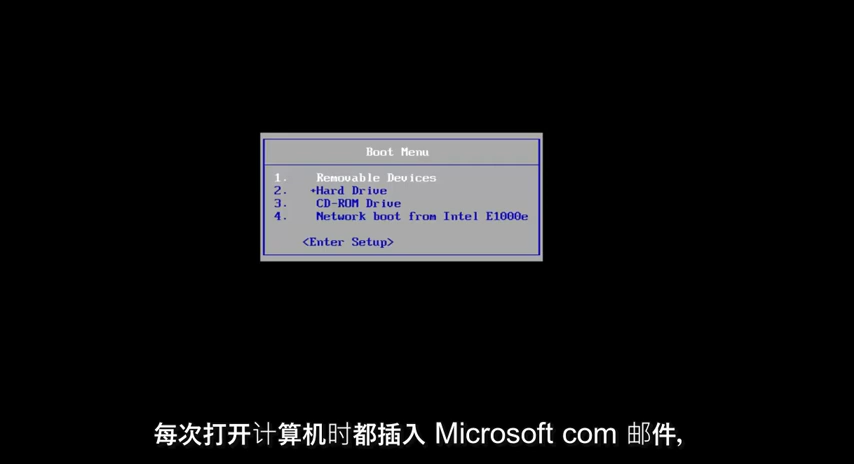 Boot Menu
1. Removable Devices
2. +Hard Drive
3. CD-ROM Drive
4. Network boot from Intel E1000e
<Enter Setup>
每次打开计算机时都插入 Microsoft com 邮件,